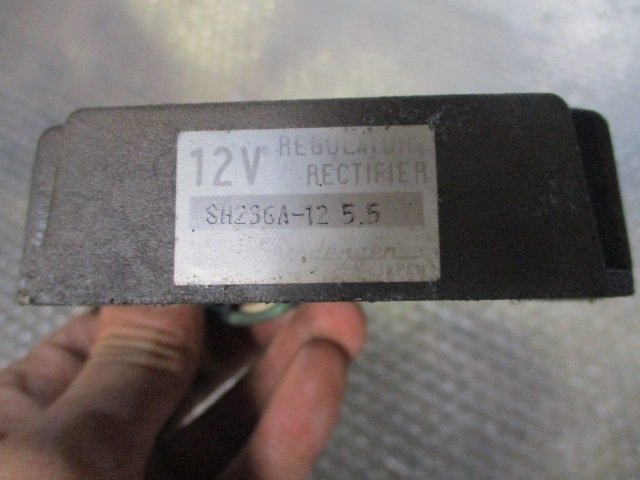 12V REGULATOR
RECTIFIER
SH236A-12 5.5
JAPAN